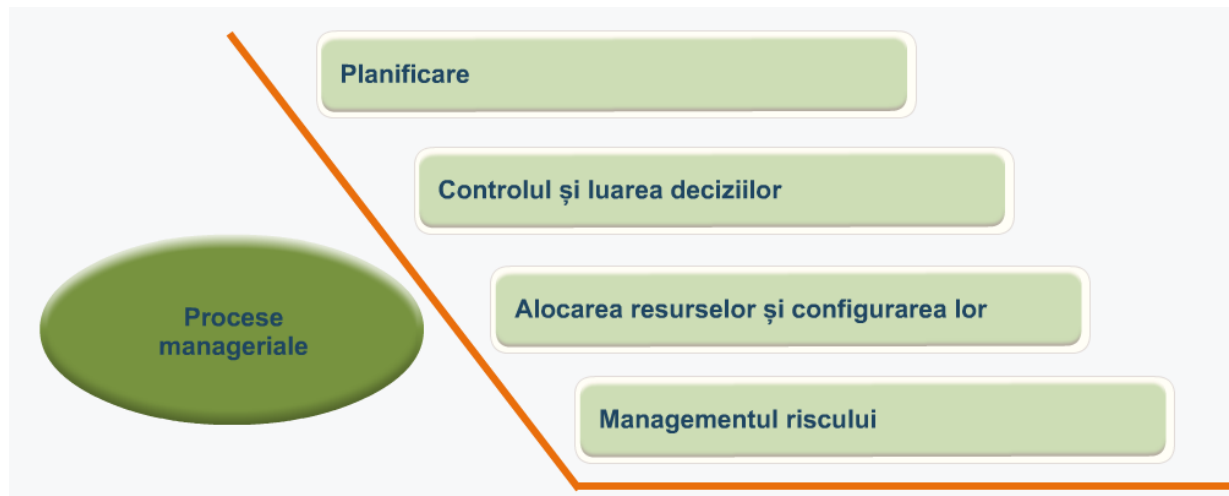 Planificare
Controlul și luarea deciziilor
Alocarea resurselor și configurarea lor
Managementul riscului
Procese
manageriale